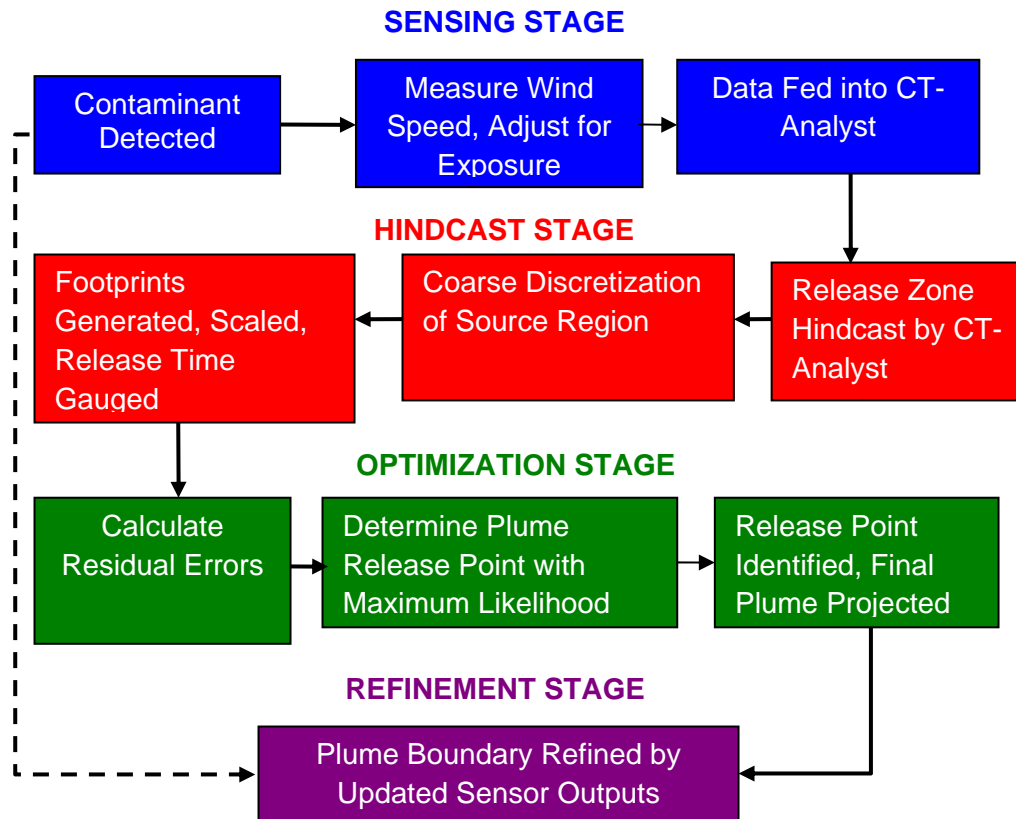 SENSING STAGE
Contaminant
Detected
Measure Wind
Speed, Adjust for
Exposure
Data Fed into CT-
Analyst
HINDCAST STAGE
Footprints
Generated, Scaled,
Release Time
Gauged
Coarse Discretization
of Source Region
Release Zone
Hindcast by CT-
Analyst
OPTIMIZATION STAGE
Calculate
Residual Errors
Determine Plume
Release Point with
Maximum Likelihood
Release Point
Identified, Final
Plume Projected
REFINEMENT STAGE
Plume Boundary Refined by
Updated Sensor Outputs